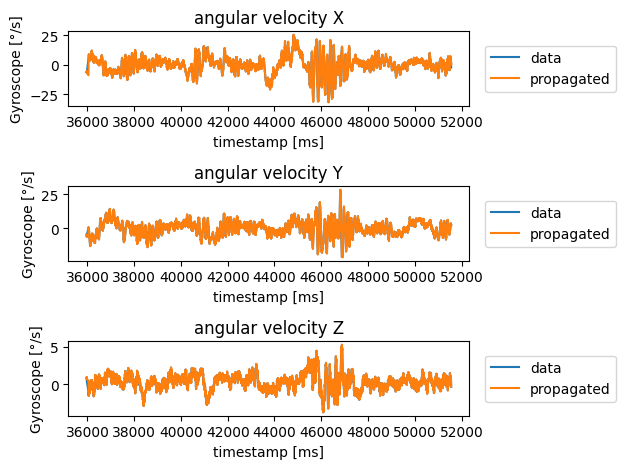 angular velocity X
Gyroscope [°/s]
25
0
−25
36000 38000 40000 42000 44000 46000 48000 50000 52000
timestamp [ms]
data
propagated
angular velocity Y
Gyroscope [°/s]
25
0
36000 38000 40000 42000 44000 46000 48000 50000 52000
timestamp [ms]
data
propagated
angular velocity Z
Gyroscope [°/s]
5
0
36000 38000 40000 42000 44000 46000 48000 50000 52000
timestamp [ms]
data
propagated